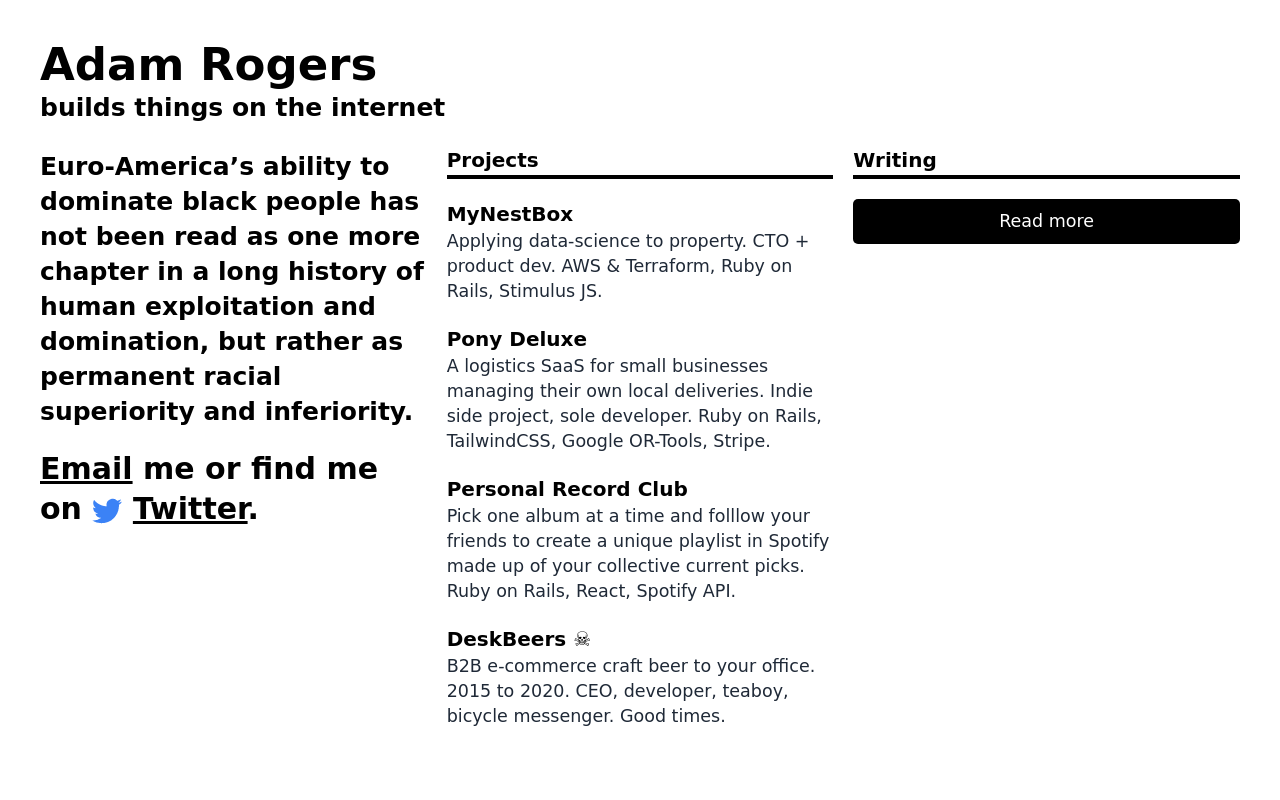 Adam Rogers
builds things on the internet
Euro-America’s ability to
dominate black people has
not been read as one more
chapter in a long history of
human exploitation and
domination, but rather as
permanent racial
superiority and inferiority.
Email me or find me
on Twitter.
Projects
MyNestBox
Applying data-science to property. CTO +
product dev. AWS & Terraform, Ruby on
Rails, Stimulus JS.
Pony Deluxe
A logistics SaaS for small businesses
managing their own local deliveries. Indie
side project, sole developer. Ruby on Rails,
TailwindCSS, Google OR-Tools, Stripe.
Personal Record Club
Pick one album at a time and folllow your
friends to create a unique playlist in Spotify
made up of your collective current picks.
Ruby on Rails, React, Spotify API.
DeskBeers ☠
B2B e-commerce craft beer to your office.
2015 to 2020. CEO, developer, teaboy,
bicycle messenger. Good times.
Writing
Read more